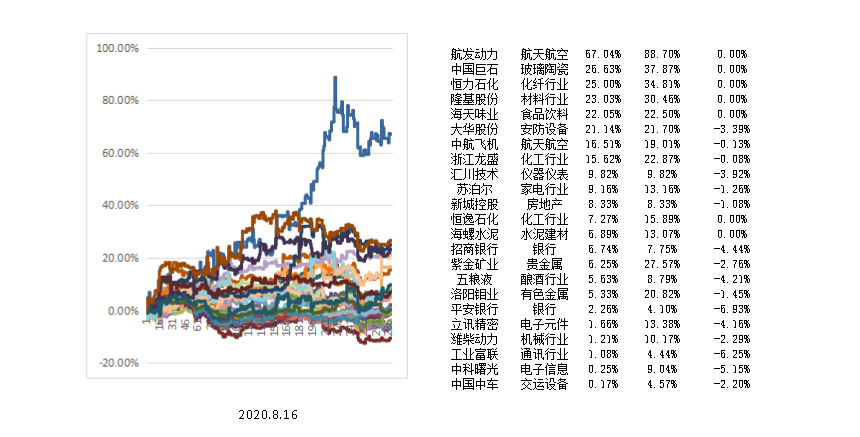 100.00%
80.00%
60.00%
40.00%
20.00%
0.00%
-20.00%
1
16
31
46
航发动力 航天航空 67.04% 88.70% 0.00%
中国巨石 玻璃陶瓷 26.63% 37.87% 0.00%
恒力石化 化纤行业 25.00% 34.81% 0.00%
隆基股份 材料行业 23.03% 30.46% 0.00%
海天味业 食品饮料 22.05% 22.50% 0.00%
大华股份 安防设备 21.14% 21.70% -3.39%
中航飞机 航天航空 16.51% 19.01% -0.13%
浙江龙盛 化工行业 15.62% 22.87% -0.08%
汇川技术 仪器仪表 9.82% 9.82% -3.92%
苏泊尔 家电行业 9.16% 13.16% -1.26%
新城控股 房地产 8.33% 8.33% -1.08%
恒逸石化 化工行业 7.27% 15.89% 0.00%
海螺水泥 水泥建材 6.89% 13.07% 0.00%
招商银行 银行 6.74% 7.75% -4.44%
紫金矿业 贵金属 6.25% 27.57% -2.76%
五粮液 酿酒行业 5.63% 8.79% -4.21%
洛阳钼业 有色金属 5.33% 20.82% -1.45%
平安银行 银行 2.26% 4.10% -6.93%
立讯精密 电子元件 1.66% 13.38% -4.16%
潍柴动力 机械行业 1.21% 10.17% -2.29%
工业富联 通讯行业 1.08% 4.44% -6.25%
中科曙光 电子信息 0.25% 9.04% -5.15%
中国中车 交运设备 0.17% 4.57% -2.20%
2020.8.16